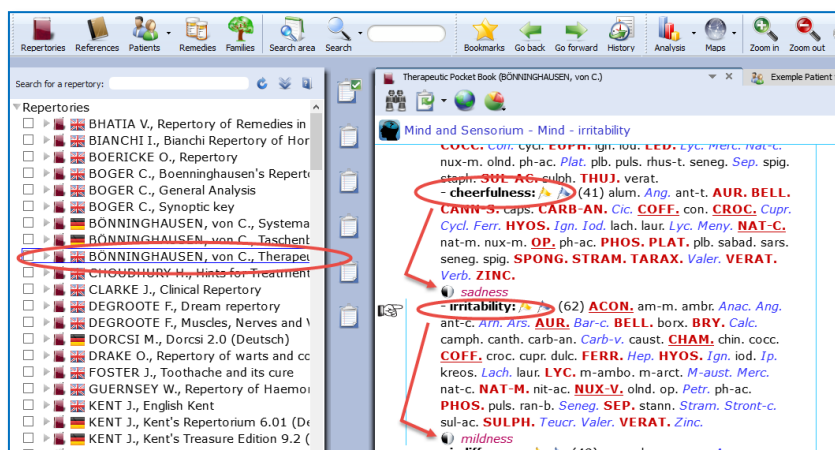 Repertories References Patients Remedies Families Search area Search Bookmarks Go back Go forward History Analysis Maps Zoom in Zoom out
Search for a repertory:
Repertories
BHATIA V., Repertory of Remedies in
BIANCHI I., Bianchi Repertory of Hor
BOERICKE O., Repertory
BOGER C., Boenninghausen's Reperto
BOGER C., General Analysis
BOGER C., Synoptic key
BÖNNINGHAUSEN, von C., Systema
BÖNNINGHAUSEN, von C., Taschenb
BÖNNINGHAUSEN, von C., Therapeu
CHOUDHURY H., Hints for Treatment
CLARKE J., Clinical Repertory
DEGROOTE F., Dream repertory
DEGROOTE F., Muscles, Nerves and V
DORCSI M., Dorcsi 2.0 (Deutsch)
DRAKE O., Repertory of warts and co
FOSTER J., Toothache and its cure
GUERNSEY W., Repertory of Haemor
KENT J., English Kent
KENT J., Kent's Repertorium 6.01 (De
KENT J., Kent's Treasure Edition 9.2 (
Therapeutic Pocket Book (BÖNNINGHAUSEN, von C.)
Exemple Patient
Mind and Sensorium - Mind - irritability
COCC. Con. cycl. EUPH. ign. iod. LED. Lyc. Merc. Nat-c.
nux-m. olnd. ph-ac. Plat. plb. puls. rhus-t. seneg. Sep. spig.
staph. SUL-AC. sulph. THUJ. verat.
- cheerfulness: (41) alum. Ang. ant-t. AUR. BELL.
CANN-S. caps. CARB-AN. Cic. COFF. con. CROC. Cupr.
Cycl. Ferr. HYOS. Ign. Iod. lach. laur. Lyc. Meny. NAT-C.
nat-m. nux-m. OP. ph-ac. PHOS. PLAT. plb. sabad. sars.
seneg. spig. SPONG. STRAM. TARAX. Valer. VERAT.
Verb. ZINC.
sadness
- irritability: (62) ACON. am-m. ambr. Anac. Ang.
ant-c. Arn. Ars. AUR. Bar-c. BELL. borx. BRY. Calc.
camph. canth. carb-an. Carb-v. caust. CHAM. chin. cocc.
COFF. croc. cupr. dulc. FERR. Hep. HYOS. Ign. iod. Ip.
kreos. Lach. laur. LYC. m-ambo. m-arct. M-aust. Merc.
nat-c. NAT-M. nit-ac. NUX-V. olnd. op. Petr. ph-ac.
PHOS. puls. ran-b. Seneg. SEP. stann. Stram. Stront-c.
sul-ac. SULPH. Teucr. Valer. VERAT. Zinc.
mildness